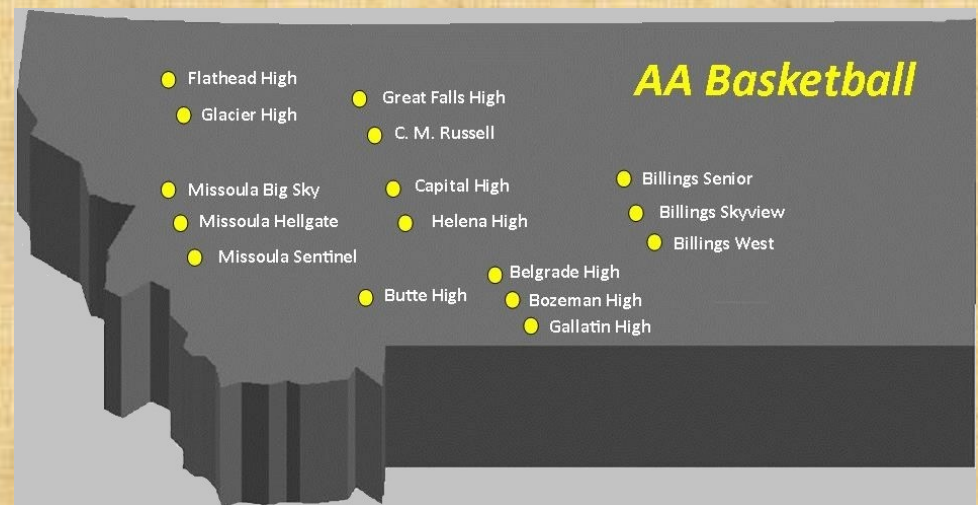 AA Basketball
Flathead High
Glacier High
Great Falls High
C. M. Russell
Missoula Big Sky
Missoula Hellgate
Missoula Sentinel
Capital High
Helena High
Butte High
Billings Senior
Billings Skyview
Billings West
Belgrade High
Bozeman High
Gallatin High